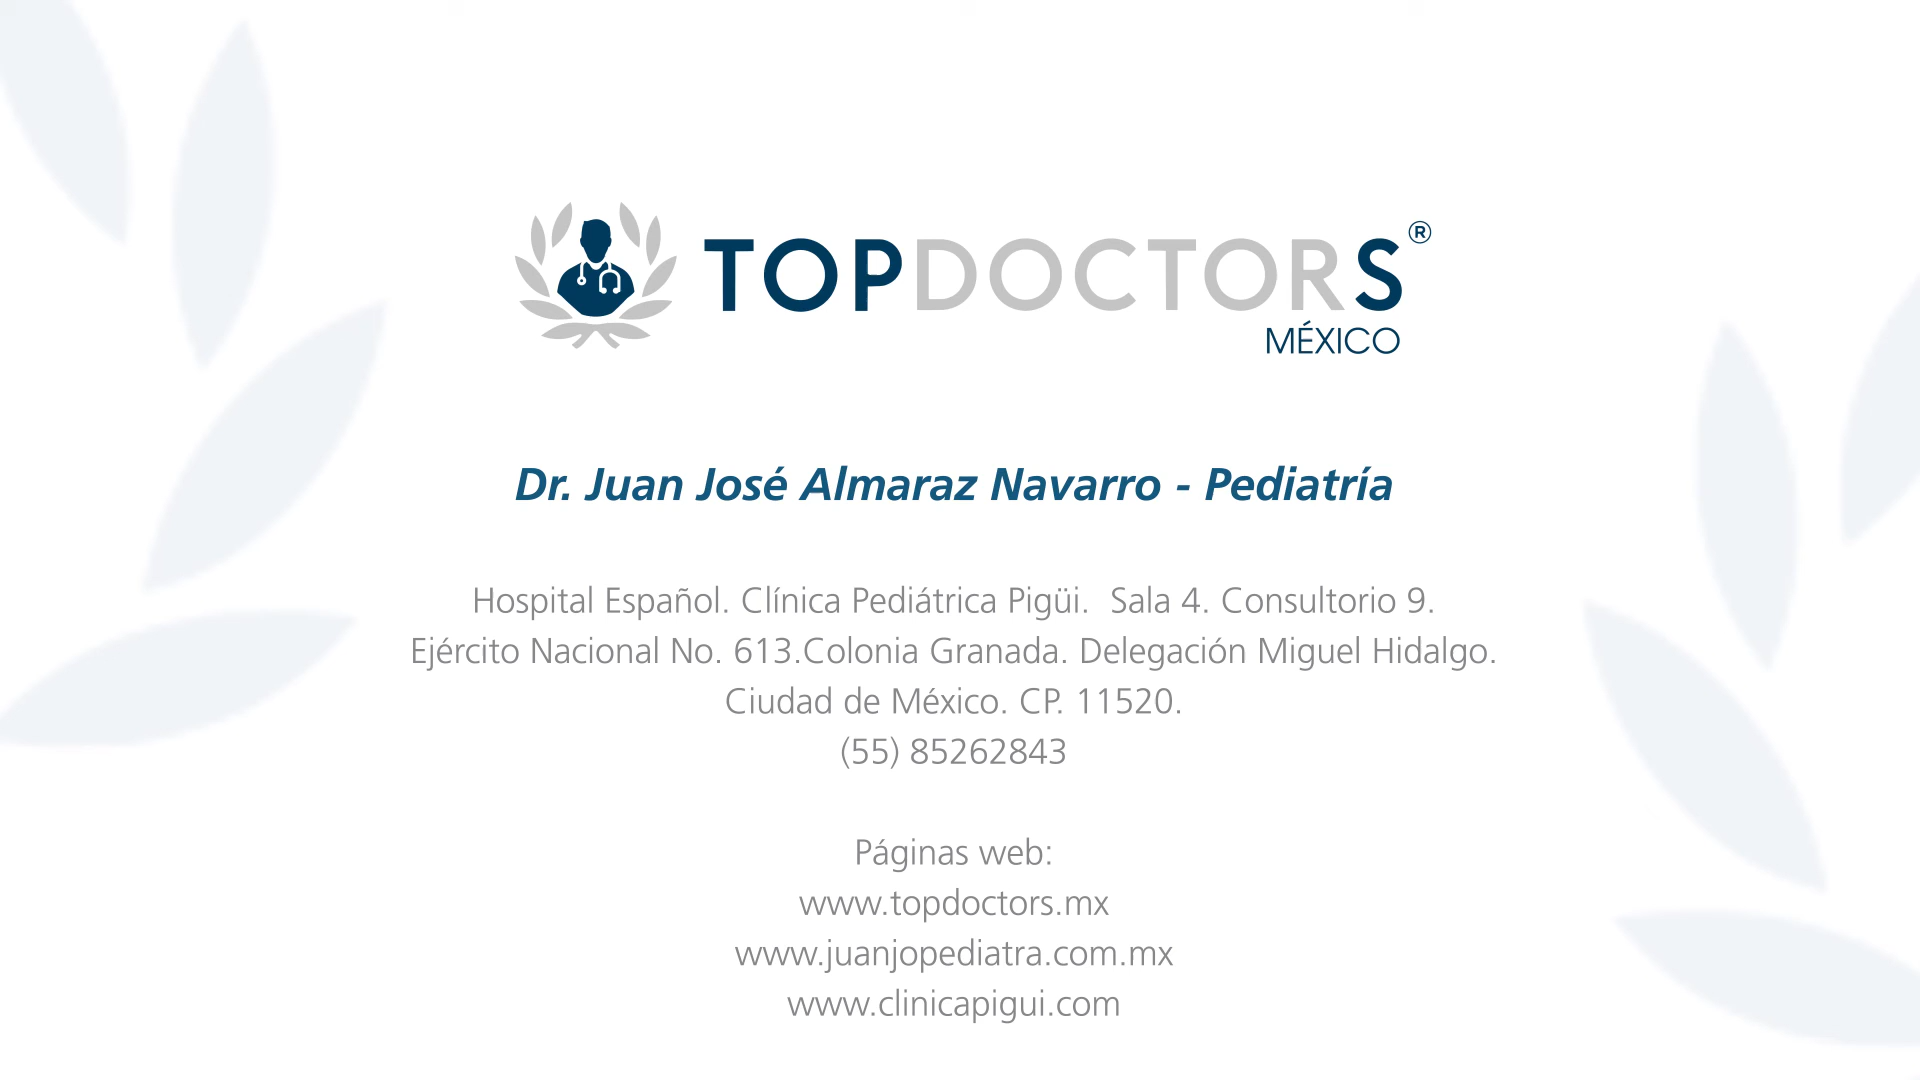 TOPDOCTORS®
MÉXICO
Dr. Juan José Almaraz Navarro - Pediatría
Hospital Español. Clínica Pediátrica Pigüi.  Sala 4. Consultorio 9.
Ejército Nacional No. 613.Colonia Granada. Delegación Miguel Hidalgo.
Ciudad de México. CP. 11520.
(55) 85262843
Páginas web:
www.topdoctors.mx
www.juanjopediatra.com.mx
www.clinicapigui.com